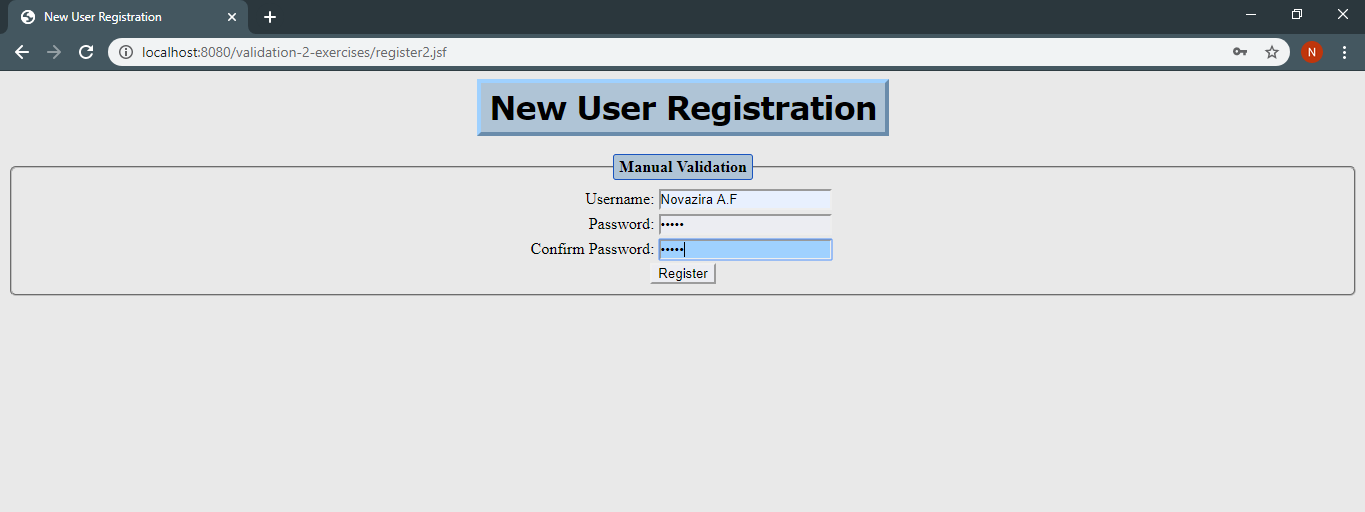 New User Registration
localhost:8080/validation-2-exercises/register2.jsf
N
New User Registration
Manual Validation
Username: Novazira A.F
Password: •••••
Confirm Password: •••••
Register